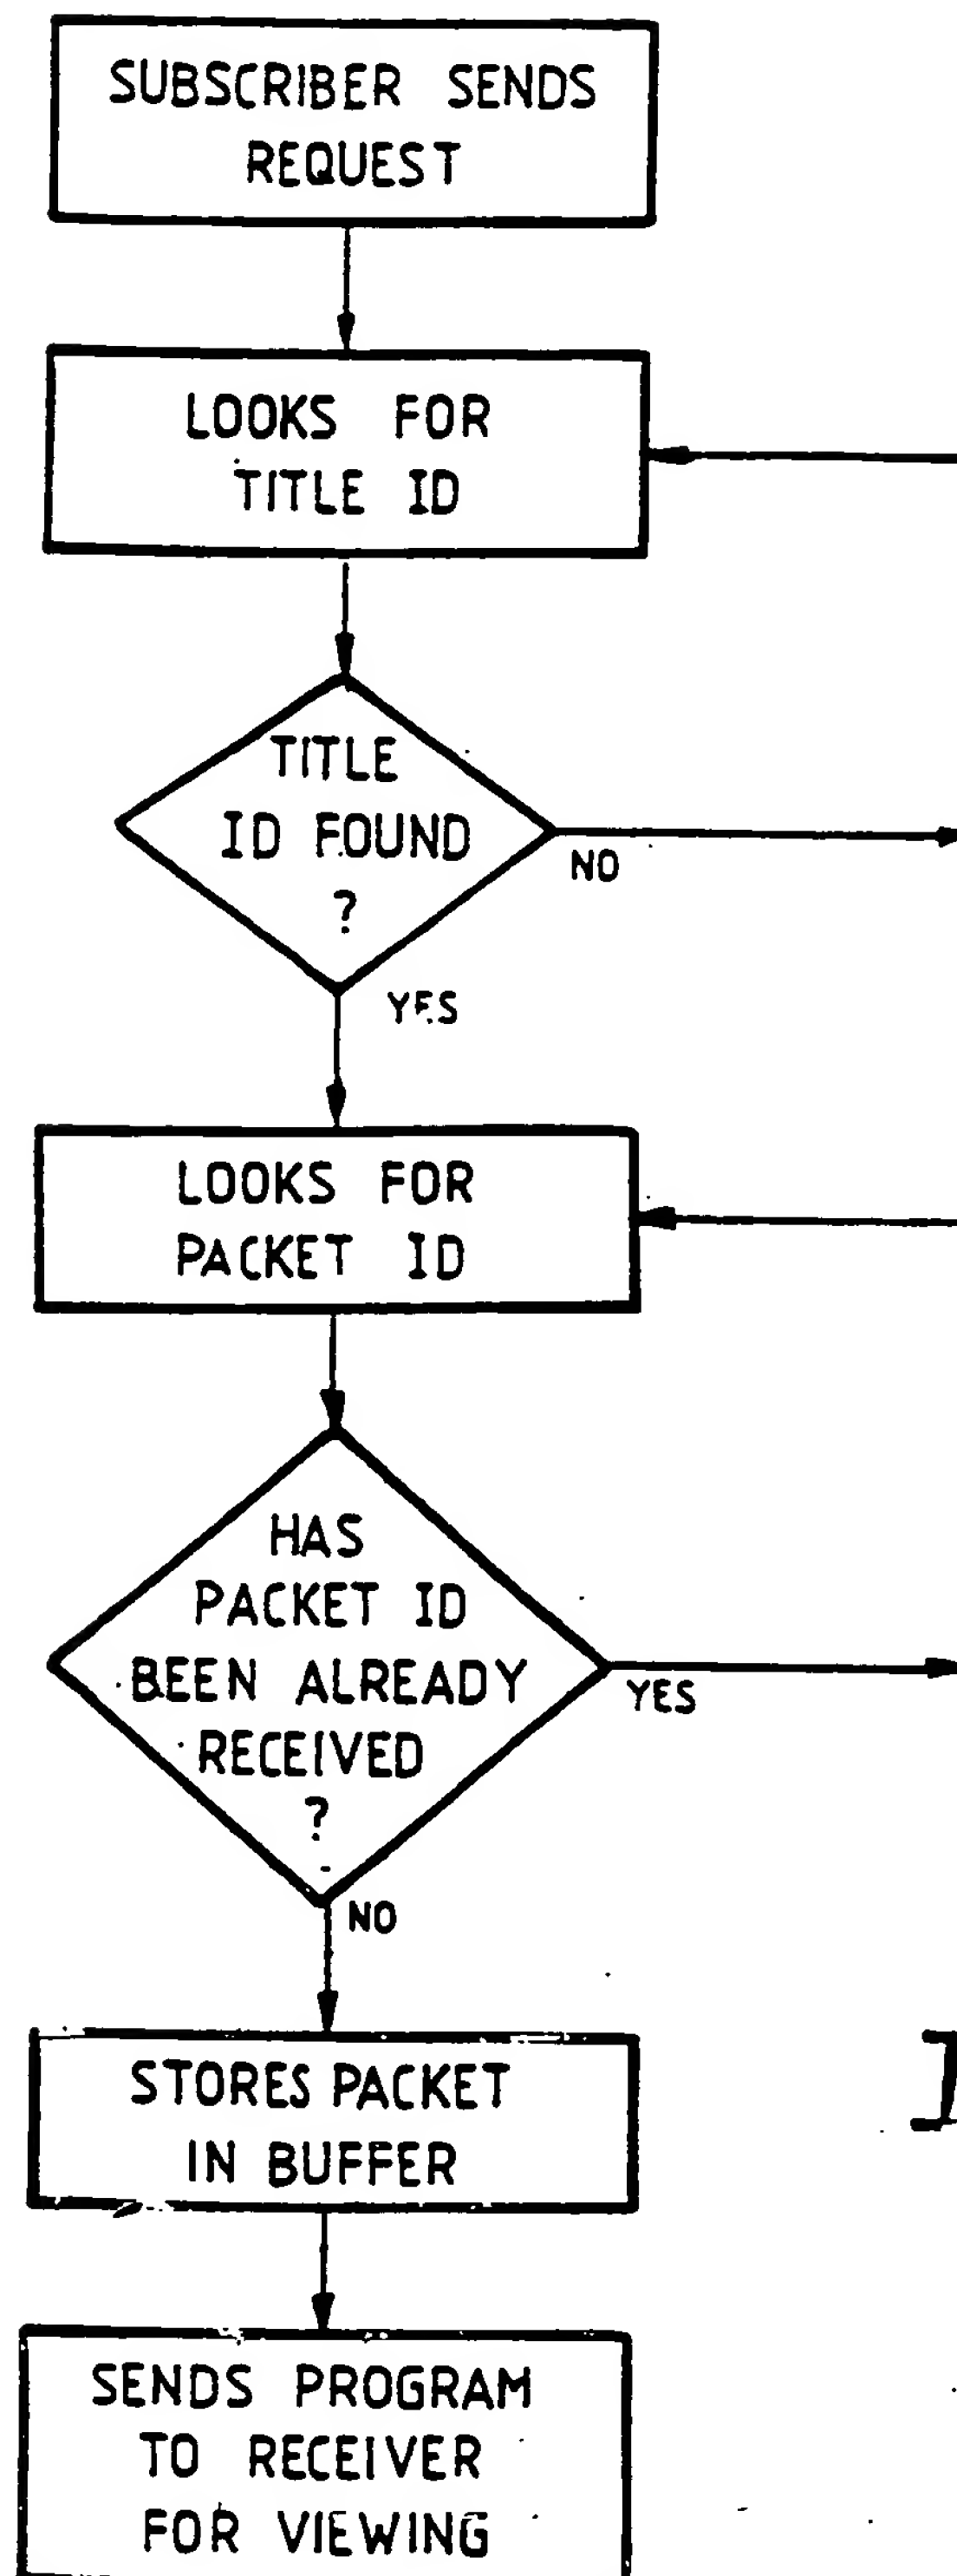 SUBSCRIBER SENDS
REQUEST
LOOKS FOR
TITLE ID
TITLE
ID FOUND
?
NO
YES
LOOKS FOR
PACKET ID
HAS
PACKET ID
BEEN ALREADY
RECEIVED
?
YES
NO
STORES PACKET
IN BUFFER
SENDS PROGRAM
TO RECEIVER
FOR VIEWING